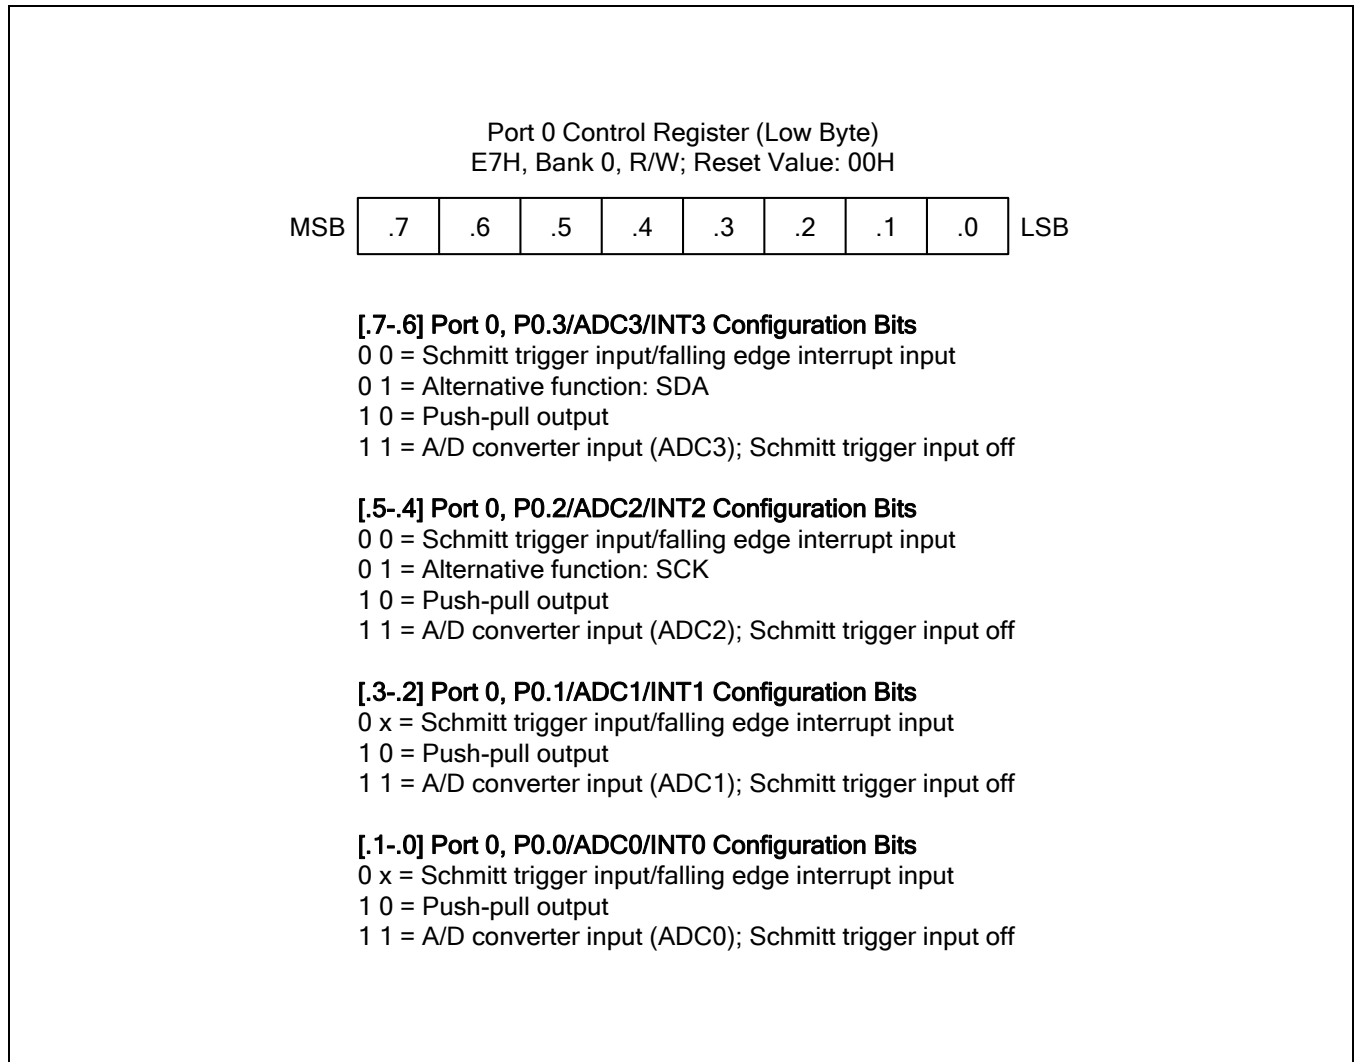 Port 0 Control Register (Low Byte)
E7H, Bank 0, R/W; Reset Value: 00H
MSB .7 .6 .5 .4 .3 .2 .1 .0 LSB
[.7-.6] Port 0, P0.3/ADC3/INT3 Configuration Bits
0 0 = Schmitt trigger input/falling edge interrupt input
0 1 = Alternative function: SDA
1 0 = Push-pull output
1 1 = A/D converter input (ADC3); Schmitt trigger input off
[.5-.4] Port 0, P0.2/ADC2/INT2 Configuration Bits
0 0 = Schmitt trigger input/falling edge interrupt input
0 1 = Alternative function: SCK
1 0 = Push-pull output
1 1 = A/D converter input (ADC2); Schmitt trigger input off
[.3-.2] Port 0, P0.1/ADC1/INT1 Configuration Bits
0 x = Schmitt trigger input/falling edge interrupt input
1 0 = Push-pull output
1 1 = A/D converter input (ADC1); Schmitt trigger input off
[.1-.0] Port 0, P0.0/ADC0/INT0 Configuration Bits
0 x = Schmitt trigger input/falling edge interrupt input
1 0 = Push-pull output
1 1 = A/D converter input (ADC0); Schmitt trigger input off